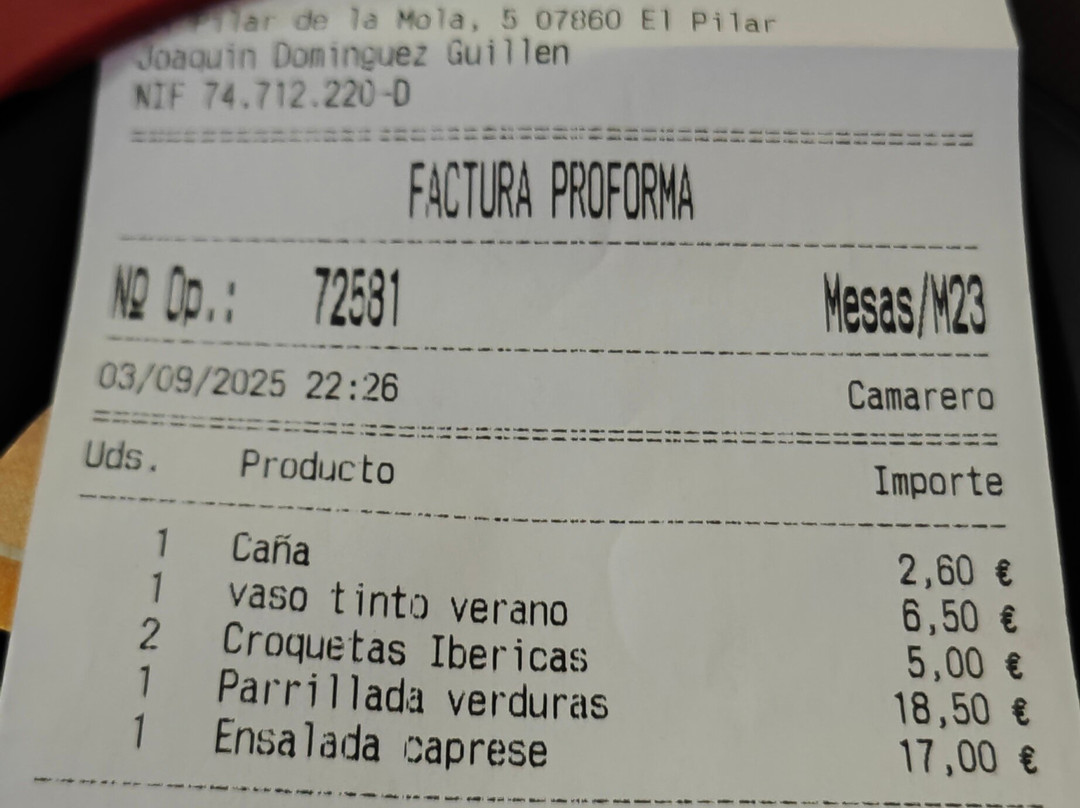 Pilar de la Mola, 5 07860 El Pilar
Joaquin Dominguez Guillen
NIF 74.712.220-D
FACTURA PROFORMA
Nº Op.: 72581 Mesas/M23
03/09/2025 22:26 Camarero
Uds. Producto Importe
1 Caña 2,60 €
1 vaso tinto verano 6,50 €
2 Croquetas Ibericas 5,00 €
1 Parrillada verduras 18,50 €
1 Ensalada caprese 17,00 €